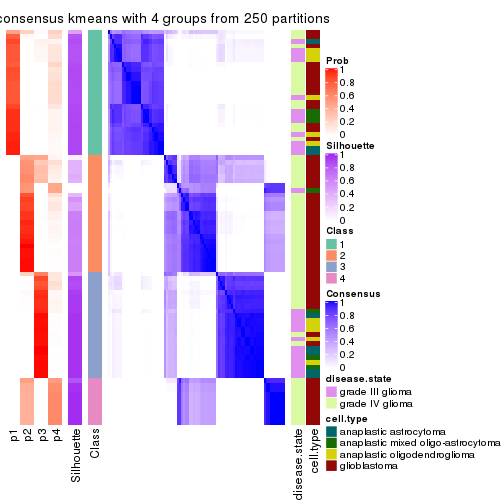 consensus kmeans with 4 groups from 250 partitions
Prob
1
0.8
0.6
0.4
0.2
0
Silhouette
1
0.8
0.6
0.4
0.2
0
Class
1
2
3
4
Consensus
1
0.8
0.6
0.4
0.2
0
disease.state
grade III glioma
grade IV glioma
cell.type
anaplastic astrocytoma
anaplastic mixed oligo-astrocytoma
anaplastic oligodendroglioma
glioblastoma
p1
p2
p3
p4
Silhouette
Class
disease.state
cell.type